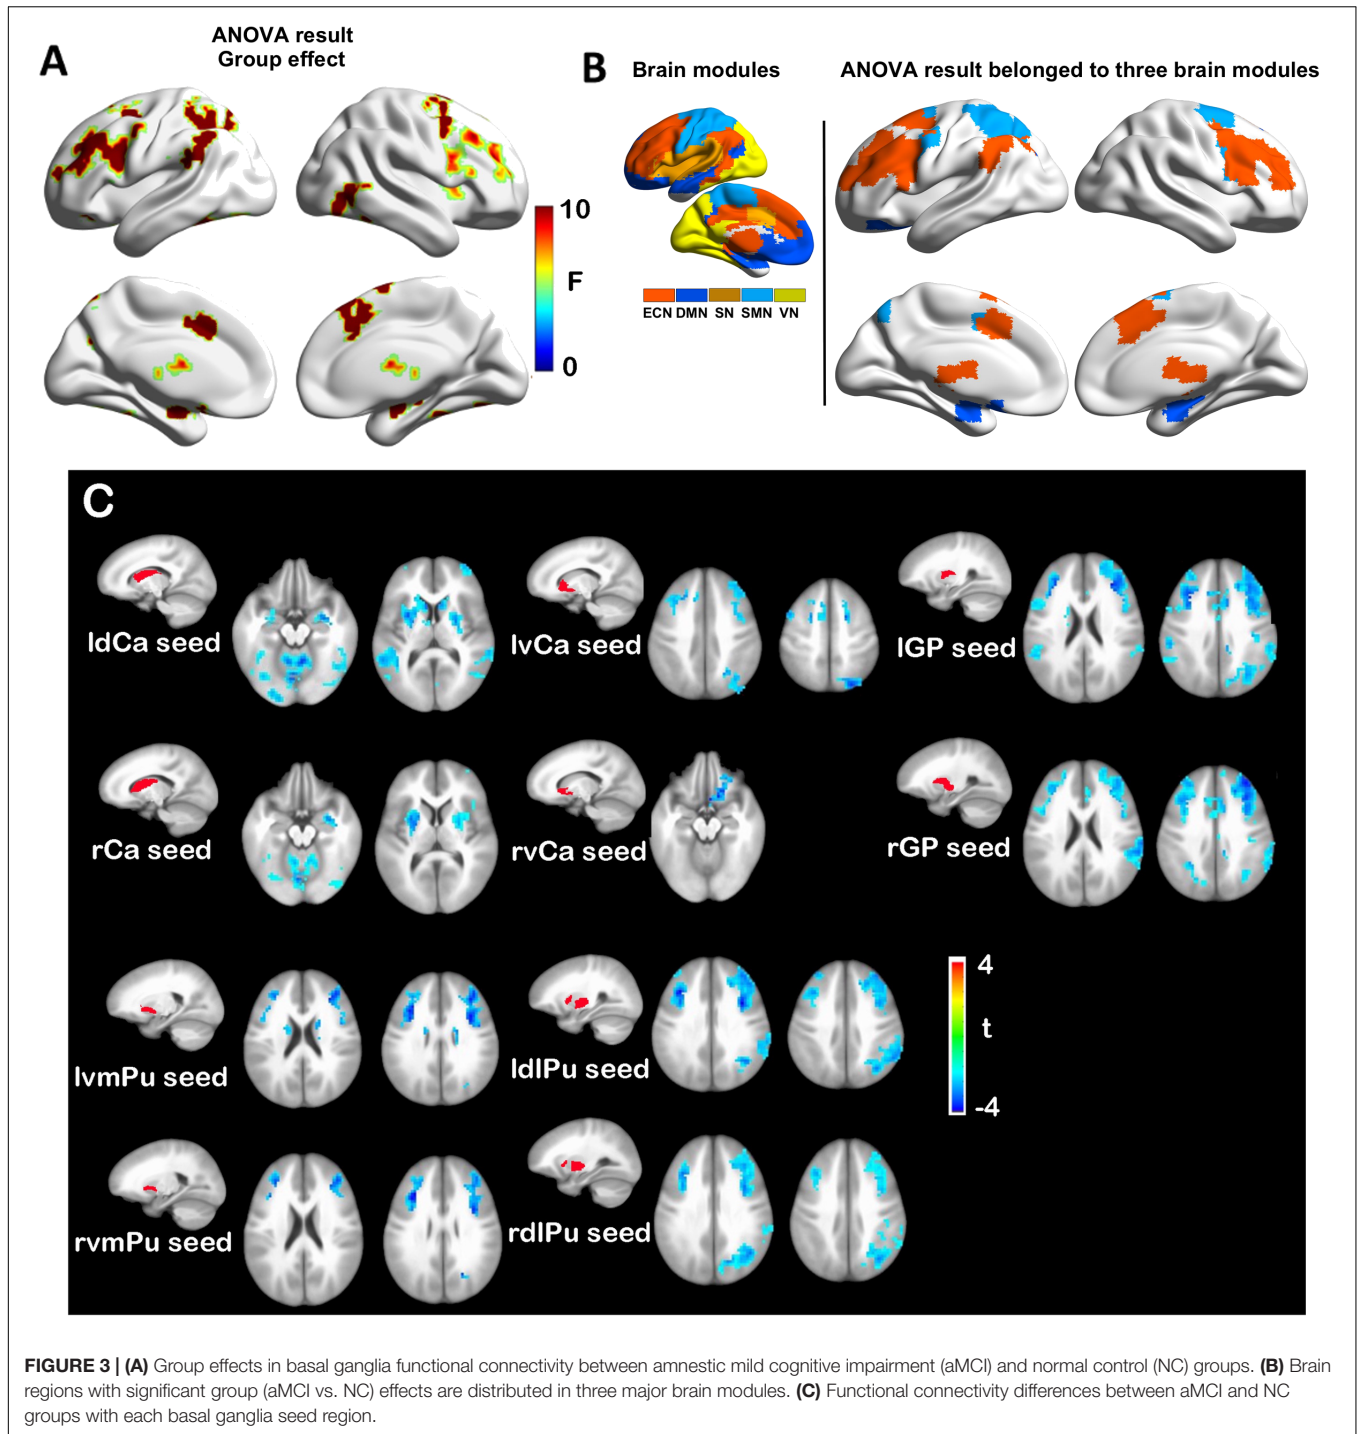 A
ANOVA result
Group effect
10
F
0
B
Brain modules
ANOVA result belonged to three brain modules
ECN DMN SN SMN VN
C
ldCa seed
lvCa seed
lGP seed
rCa seed
rvCa seed
rGP seed
lvmPu seed
ldlPu seed
4
t
-4
rvmPu seed
rdlPu seed
FIGURE 3 | (A) Group effects in basal ganglia functional connectivity between amnestic mild cognitive impairment (aMCI) and normal control (NC) groups. (B) Brain
regions with significant group (aMCI vs. NC) effects are distributed in three major brain modules. (C) Functional connectivity differences between aMCI and NC
groups with each basal ganglia seed region.